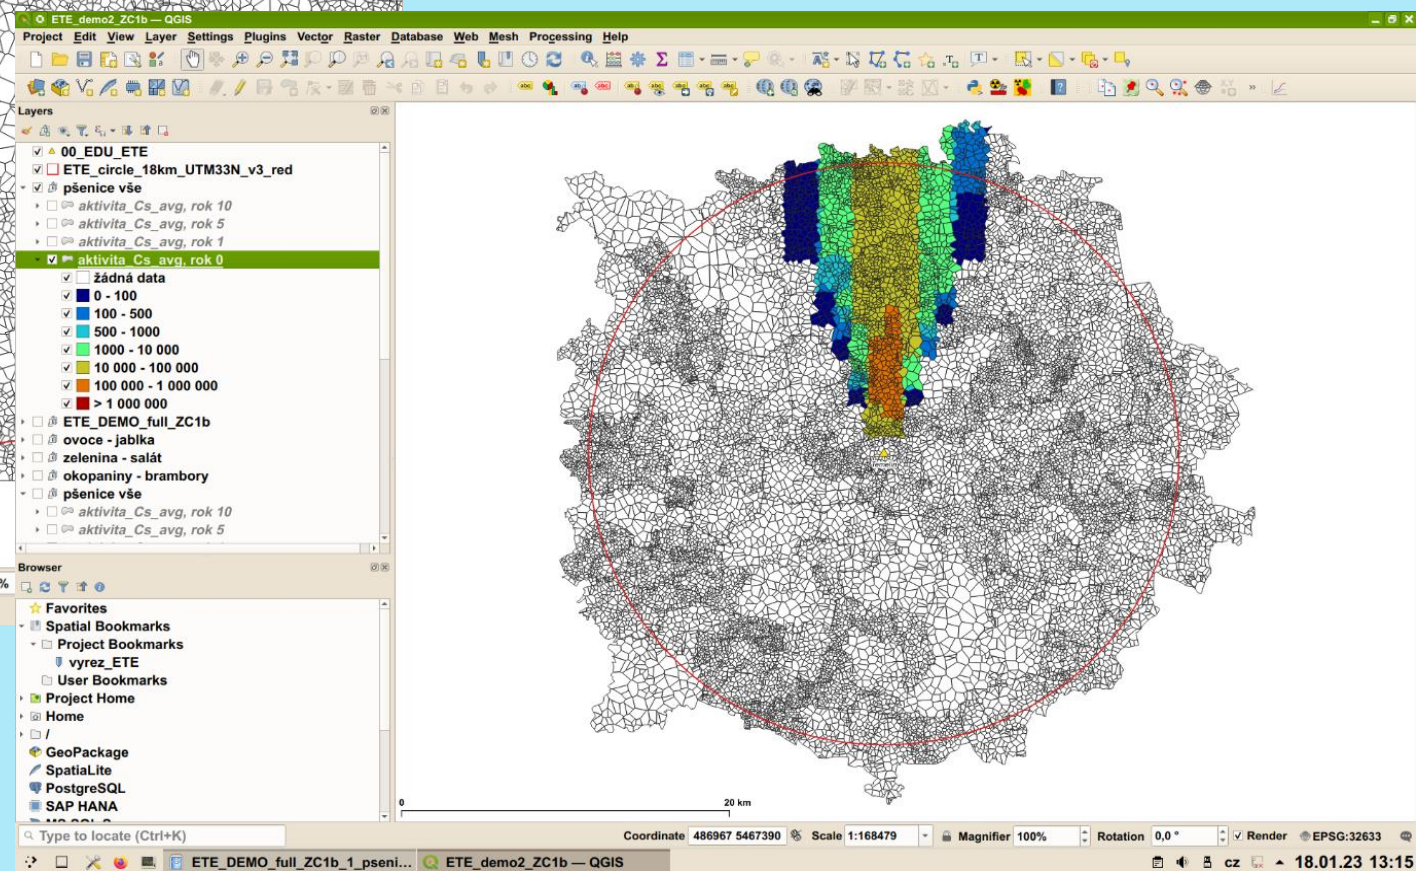 ETE_demo2_ZC1b — QGIS
Project Edit View Layer Settings Plugins Vector Raster Database Web Mesh Processing Help
Layers
00_EDU_ETE
ETE_circle_18km_UTM33N_v3_red
pšenice vše
aktivita_Cs_avg, rok 10
aktivita_Cs_avg, rok 5
aktivita_Cs_avg, rok 1
aktivita_Cs_avg, rok 0
žádná data
0 - 100
100 - 500
500 - 1000
1000 - 10 000
10 000 - 100 000
100 000 - 1 000 000
> 1 000 000
ETE_DEMO_full_ZC1b
ovoce - jablka
zelenina - salát
okopaniny - brambory
pšenice vše
aktivita_Cs_avg, rok 10
aktivita_Cs_avg, rok 5
Browser
%
Favorites
Spatial Bookmarks
Project Bookmarks
vyrez_ETE
User Bookmarks
Project Home
Home
/
GeoPackage
SpatiaLite
PostgreSQL
SAP HANA
0 20 km
Type to locate (Ctrl+K)
Coordinate 486967 5467390 Scale 1:168479 Magnifier 100% Rotation 0,0 ° Render EPSG:32633
ETE_DEMO_full_ZC1b_1_pseni... ETE_demo2_ZC1b — QGIS cz 18.01.23 13:15